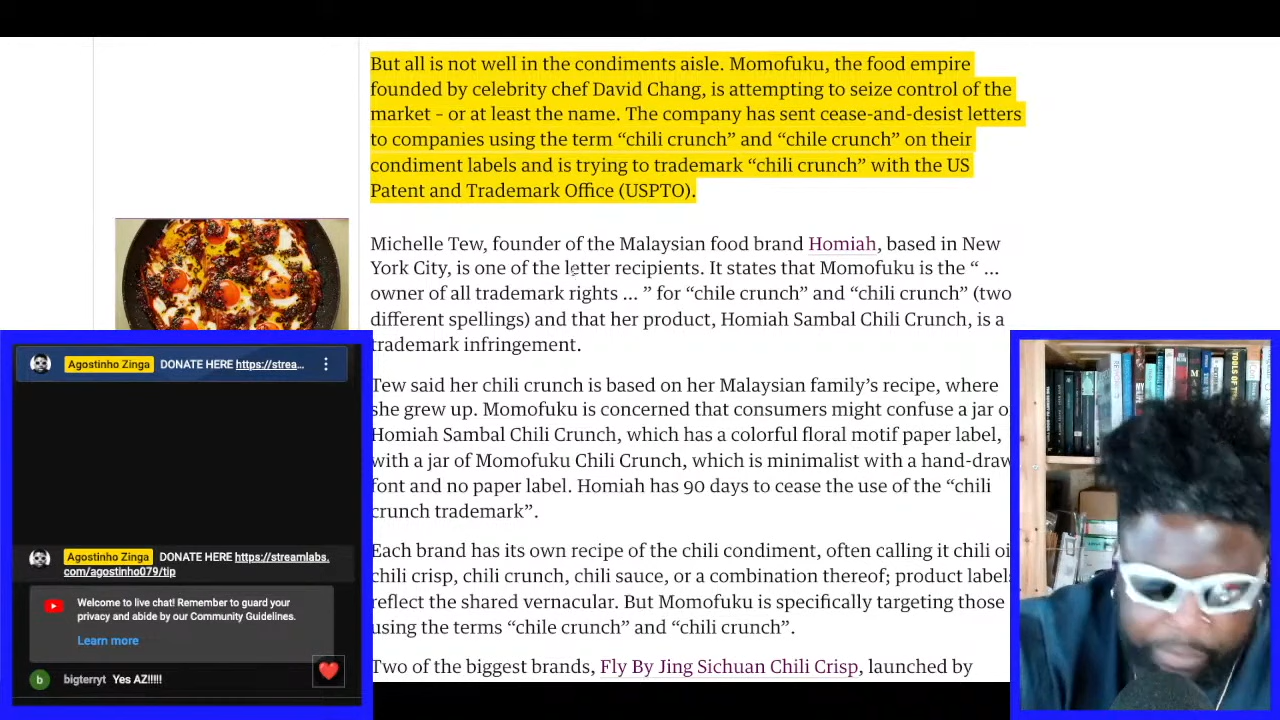 But all is not well in the condiments aisle. Momofuku, the food empire
founded by celebrity chef David Chang, is attempting to seize control of the
market – or at least the name. The company has sent cease-and-desist letters
to companies using the term “chili crunch” and “chile crunch” on their
condiment labels and is trying to trademark “chili crunch” with the US
Patent and Trademark Office (USPTO).
Michelle Tew, founder of the Malaysian food brand Homiah, based in New
York City, is one of the letter recipients. It states that Momofuku is the “ ...
owner of all trademark rights ... ” for “chile crunch” and “chili crunch” (two
different spellings) and that her product, Homiah Sambal Chili Crunch, is a
trademark infringement.
Tew said her chili crunch is based on her Malaysian family’s recipe, where
she grew up. Momofuku is concerned that consumers might confuse a jar o
Homiah Sambal Chili Crunch, which has a colorful floral motif paper label,
with a jar of Momofuku Chili Crunch, which is minimalist with a hand-draw
font and no paper label. Homiah has 90 days to cease the use of the “chili
crunch trademark”.
Each brand has its own recipe of the chili condiment, often calling it chili oi
chili crisp, chili crunch, chili sauce, or a combination thereof; product labels
reflect the shared vernacular. But Momofuku is specifically targeting those
using the terms “chile crunch” and “chili crunch”.
Two of the biggest brands, Fly By Jing Sichuan Chili Crisp, launched by
Agostinho Zinga DONATE HERE https://strea...
Agostinho Zinga DONATE HERE https://streamlabs.
com/agostinho079/tip
Welcome to live chat! Remember to guard your
privacy and abide by our Community Guidelines.
Learn more
b bigterryt Yes AZ!!!!!